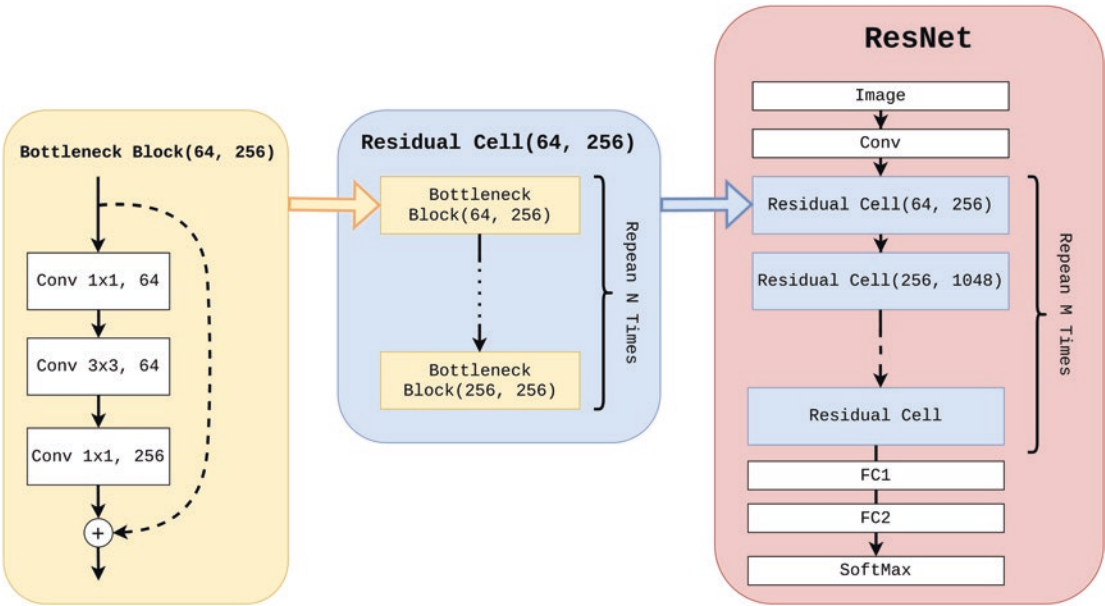 Bottleneck Block(64, 256)
Conv 1x1, 64
Conv 3x3, 64
Conv 1x1, 256
+
Residual Cell(64, 256)
Bottleneck
Block(64, 256)
Bottleneck
Block(256, 256)
Repean N Times
ResNet
Image
Conv
Residual Cell(64, 256)
Residual Cell(256, 1048)
Residual Cell
Repean M Times
FC1
FC2
SoftMax